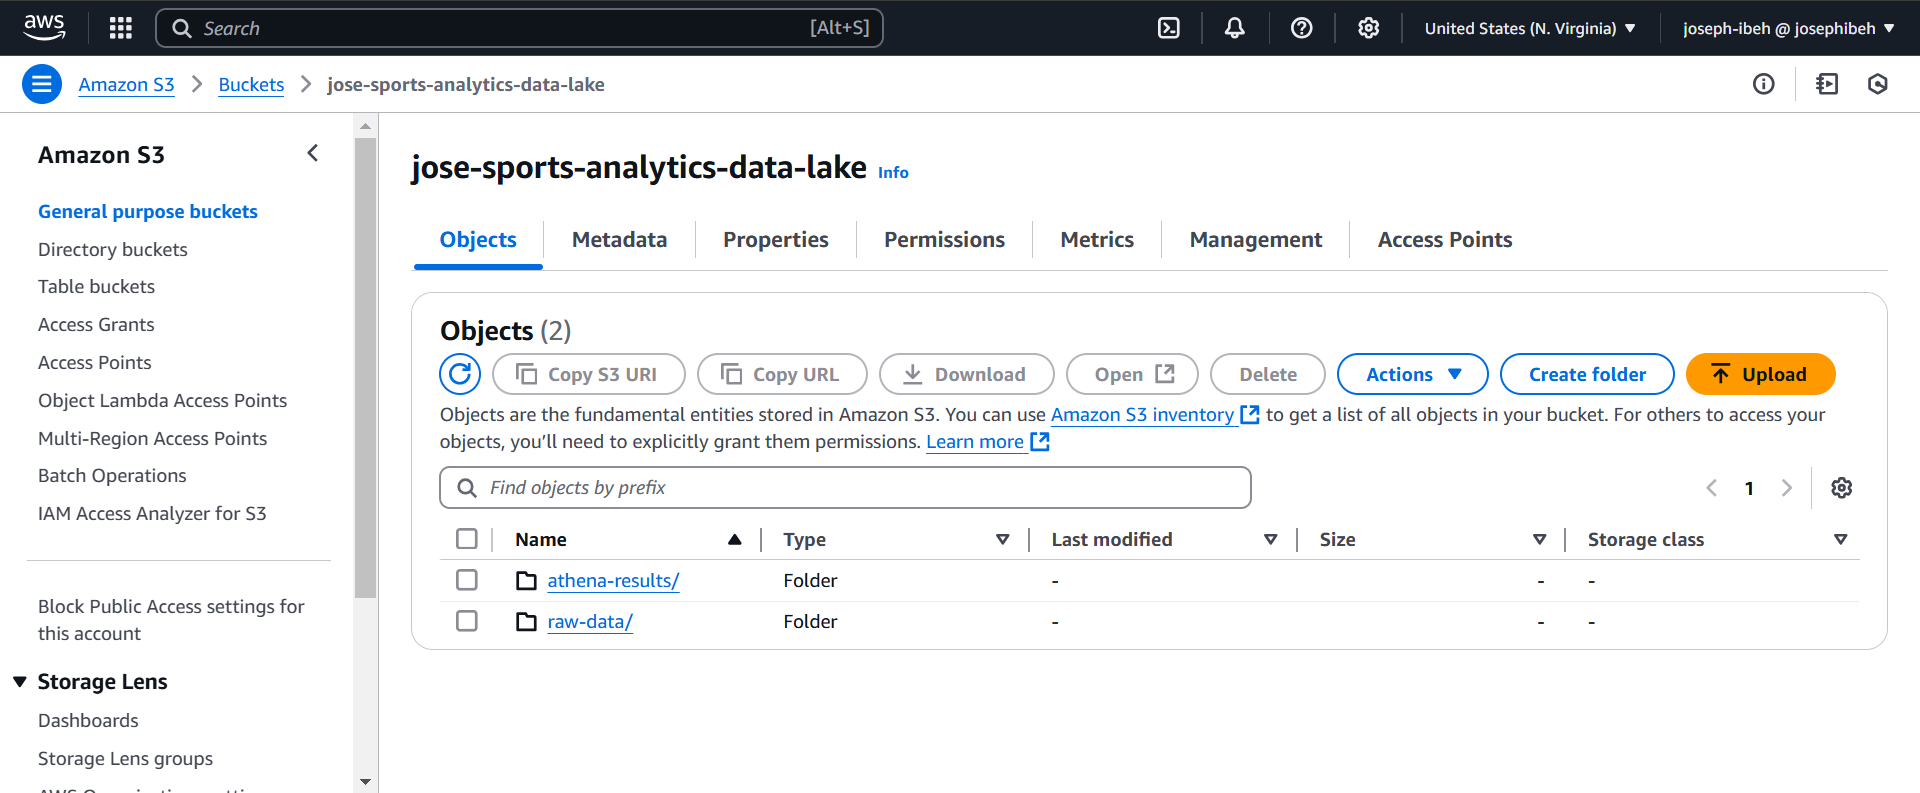 aws
Search [Alt+S]
United States (N. Virginia)
joseph-ibeh @ josephibeh
Amazon S3 > Buckets > jose-sports-analytics-data-lake
Amazon S3
General purpose buckets
Directory buckets
Table buckets
Access Grants
Access Points
Object Lambda Access Points
Multi-Region Access Points
Batch Operations
IAM Access Analyzer for S3
Block Public Access settings for
this account
Storage Lens
Dashboards
Storage Lens groups
jose-sports-analytics-data-lake Info
Objects Metadata Properties Permissions Metrics Management Access Points
Objects (2)
Copy S3 URI Copy URL Download Open Delete Actions Create folder Upload
Objects are the fundamental entities stored in Amazon S3. You can use Amazon S3 inventory to get a list of all objects in your bucket. For others to access your
objects, you’ll need to explicitly grant them permissions. Learn more
Find objects by prefix
1
Name Type Last modified Size Storage class
athena-results/ Folder - - -
raw-data/ Folder - - -